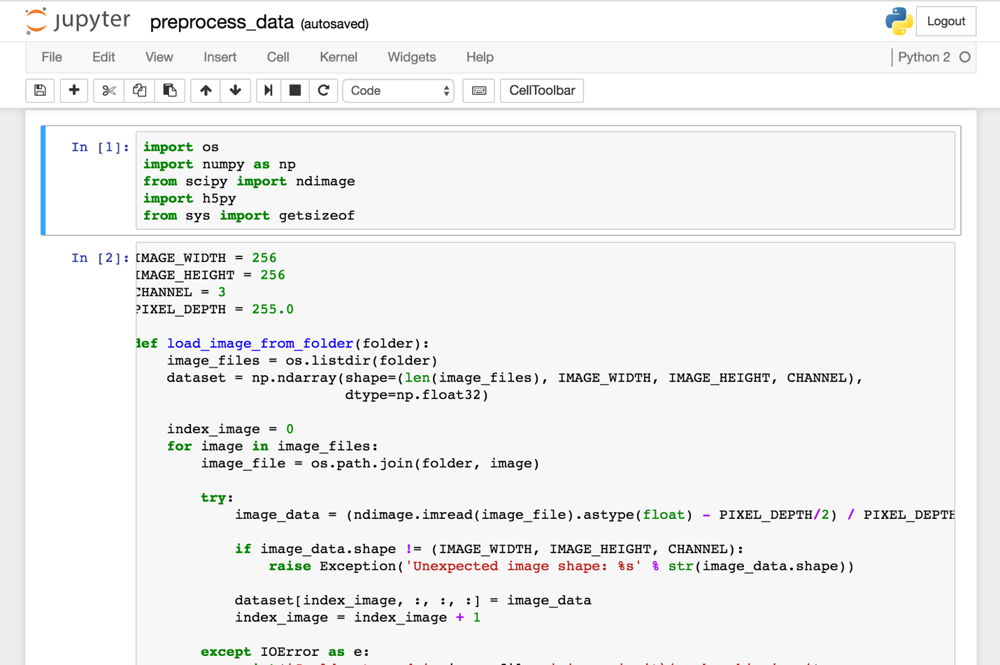 jupyter preprocess_data (autosaved) Logout
File Edit View Insert Cell Kernel Widgets Help Python 2
Code CellToolbar
In [1]: import os
import numpy as np
from scipy import ndimage
import h5py
from sys import getsizeof
In [2]: IMAGE_WIDTH = 256
IMAGE_HEIGHT = 256
CHANNEL = 3
PIXEL_DEPTH = 255.0
def load_image_from_folder(folder):
image_files = os.listdir(folder)
dataset = np.ndarray(shape=(len(image_files), IMAGE_WIDTH, IMAGE_HEIGHT, CHANNEL),
dtype=np.float32)
index_image = 0
for image in image_files:
image_file = os.path.join(folder, image)
try:
image_data = (ndimage.imread(image_file).astype(float) - PIXEL_DEPTH/2) / PIXEL_DEPTH
if image_data.shape != (IMAGE_WIDTH, IMAGE_HEIGHT, CHANNEL):
raise Exception('Unexpected image shape: %s' % str(image_data.shape))
dataset[index_image, :, :, :] = image_data
index_image = index_image + 1
except IOError as e: